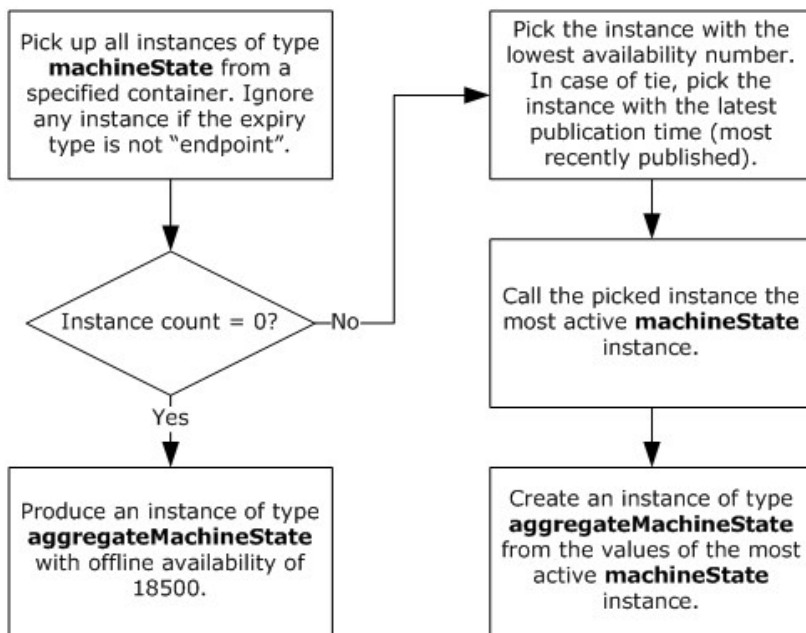 Pick up all instances of type
machineState from a
specified container. Ignore
any instance if the expiry
type is not “endpoint”.
Instance count = 0?
Yes
Produce an instance of type
aggregateMachineState
with offline availability of
18500.
No
Pick the instance with the
lowest availability number.
In case of tie, pick the
instance with the latest
publication time (most
recently published).
Call the picked instance the
most active machineState
instance.
Create an instance of type
aggregateMachineState
from the values of the most
active machineState
instance.